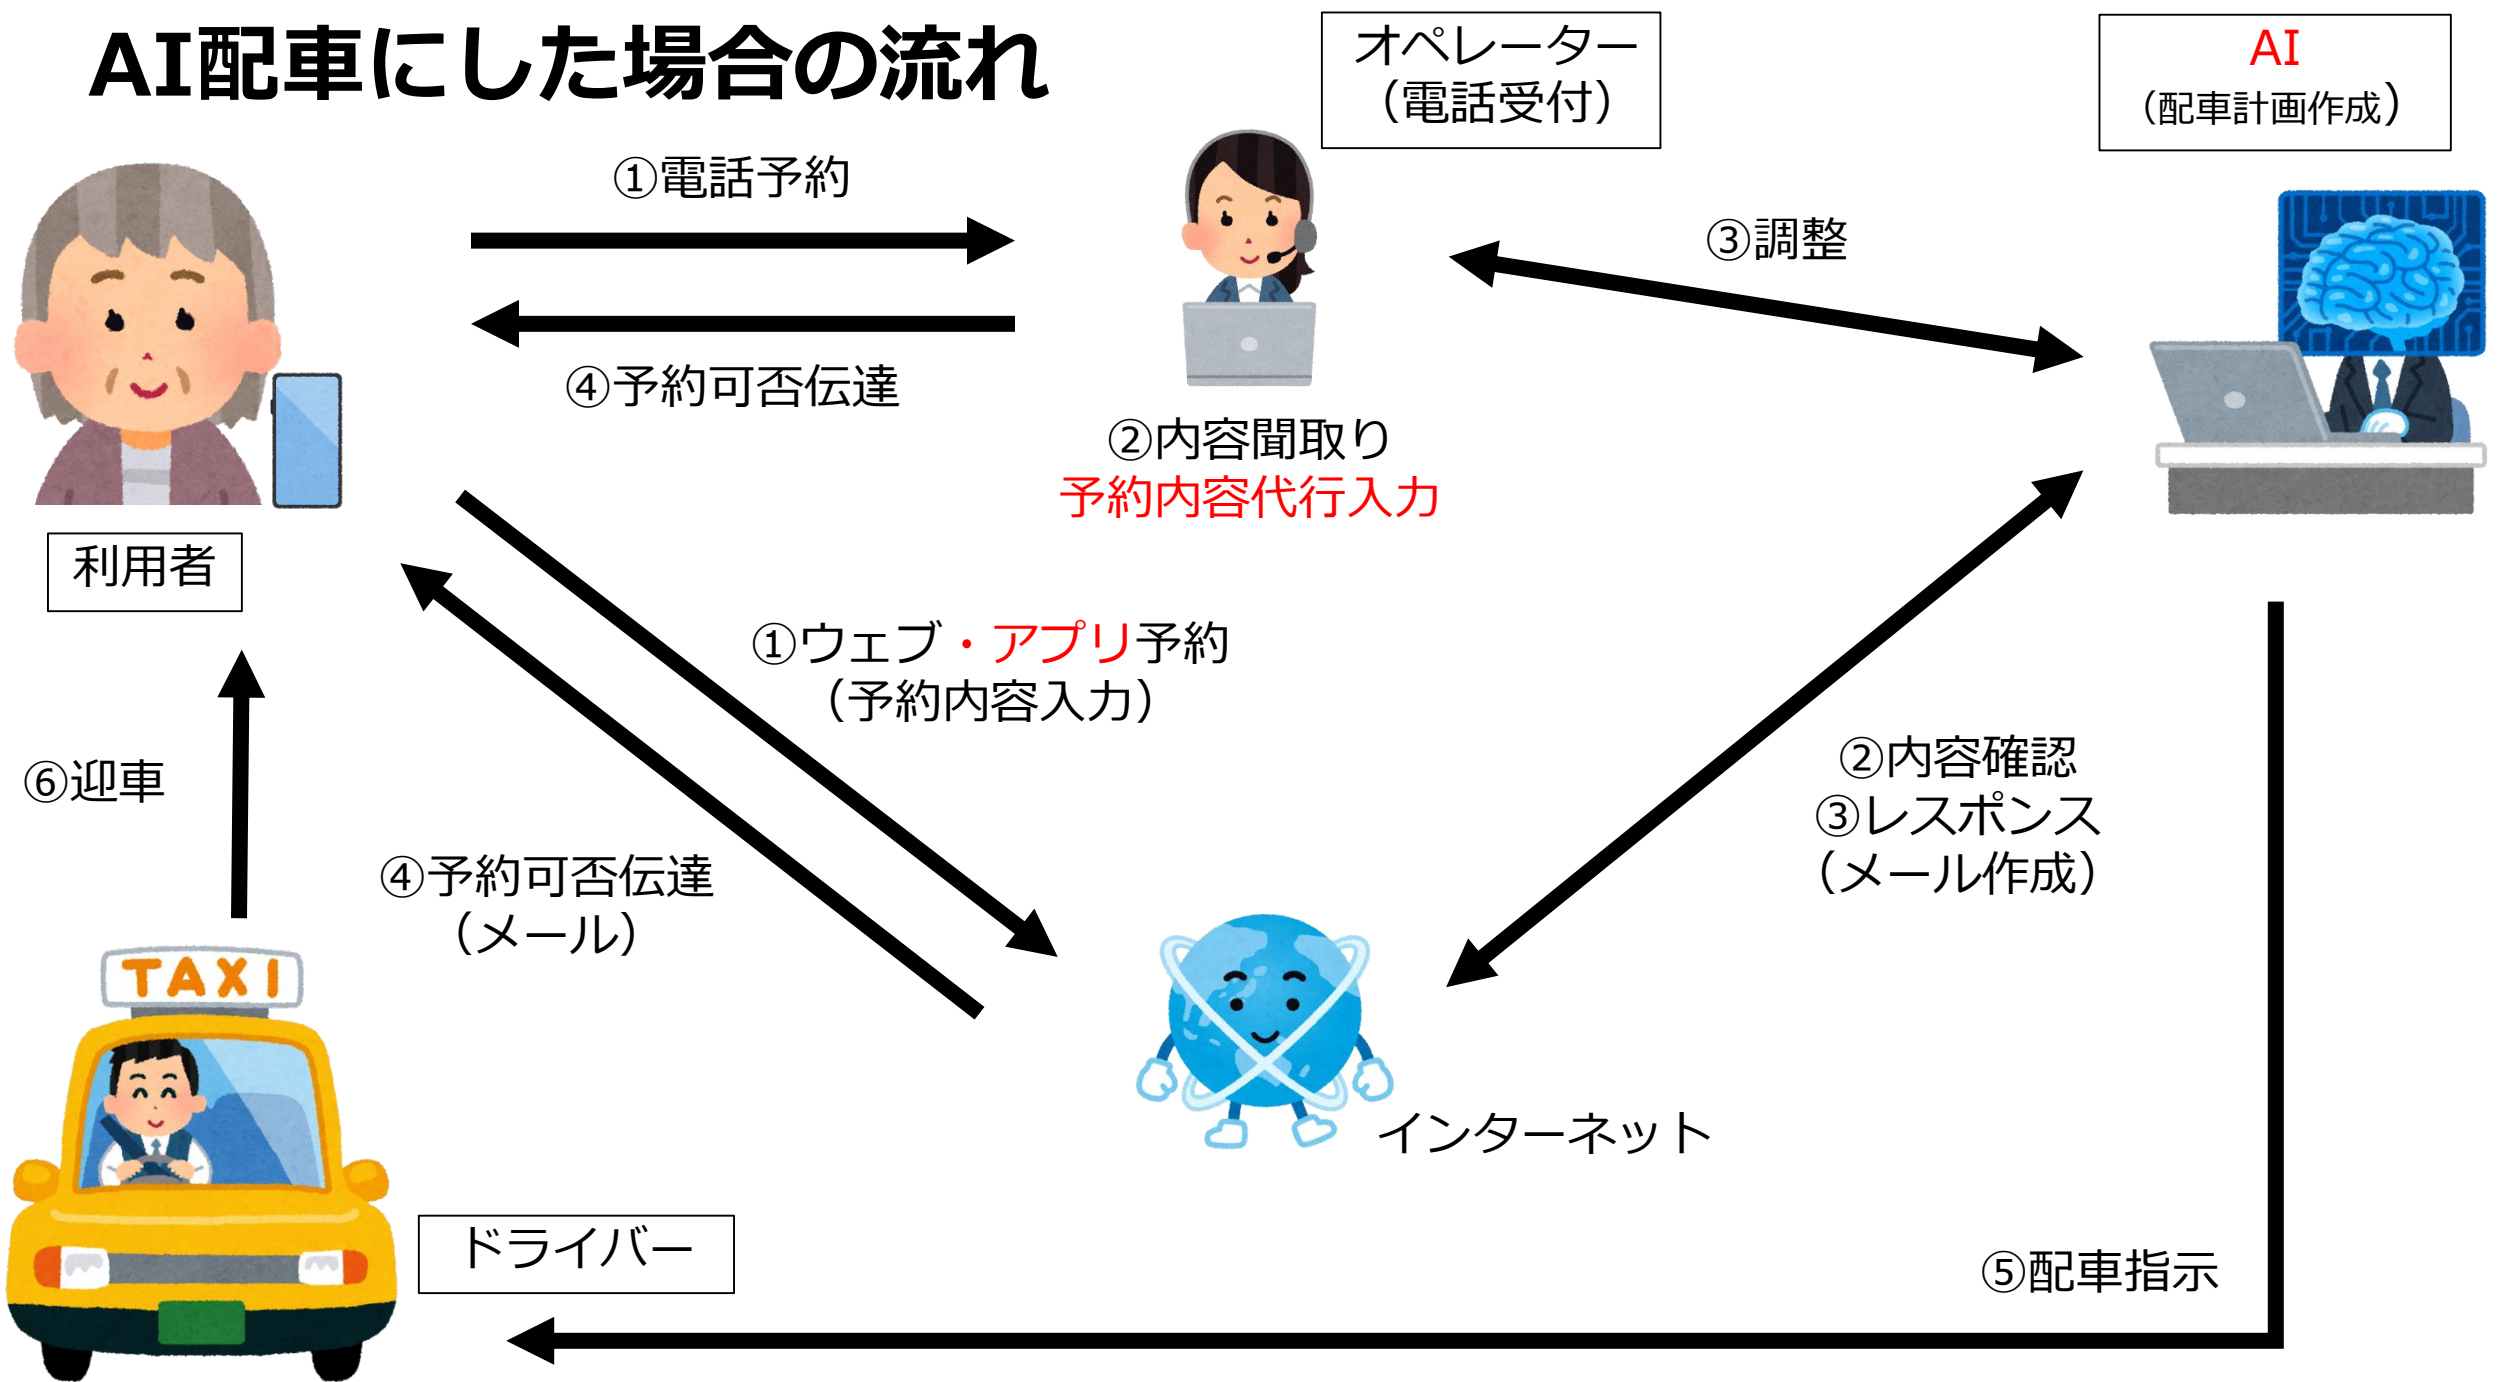 AI配車にした場合の流れ
オペレーター
（電話受付）
AI
（配車計画作成）
①電話予約
③調整
④予約可否伝達
②内容聞取り
予約内容代行入力
利用者
①ウェブ・アプリ予約
（予約内容入力）
⑥迎車
②内容確認
③レスポンス
（メール作成）
④予約可否伝達
（メール）
TAXI
インターネット
ドライバー
⑤配車指示